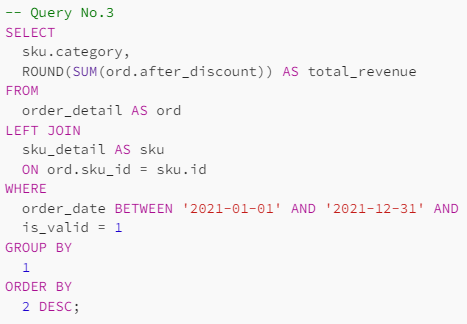 -- Query No.3
SELECT
  sku.category,
  ROUND(SUM(ord.after_discount)) AS total_revenue
FROM
  order_detail AS ord
LEFT JOIN
  sku_detail AS sku
  ON ord.sku_id = sku.id
WHERE
  order_date BETWEEN '2021-01-01' AND '2021-12-31' AND
  is_valid = 1
GROUP BY
  1
ORDER BY
  2 DESC;